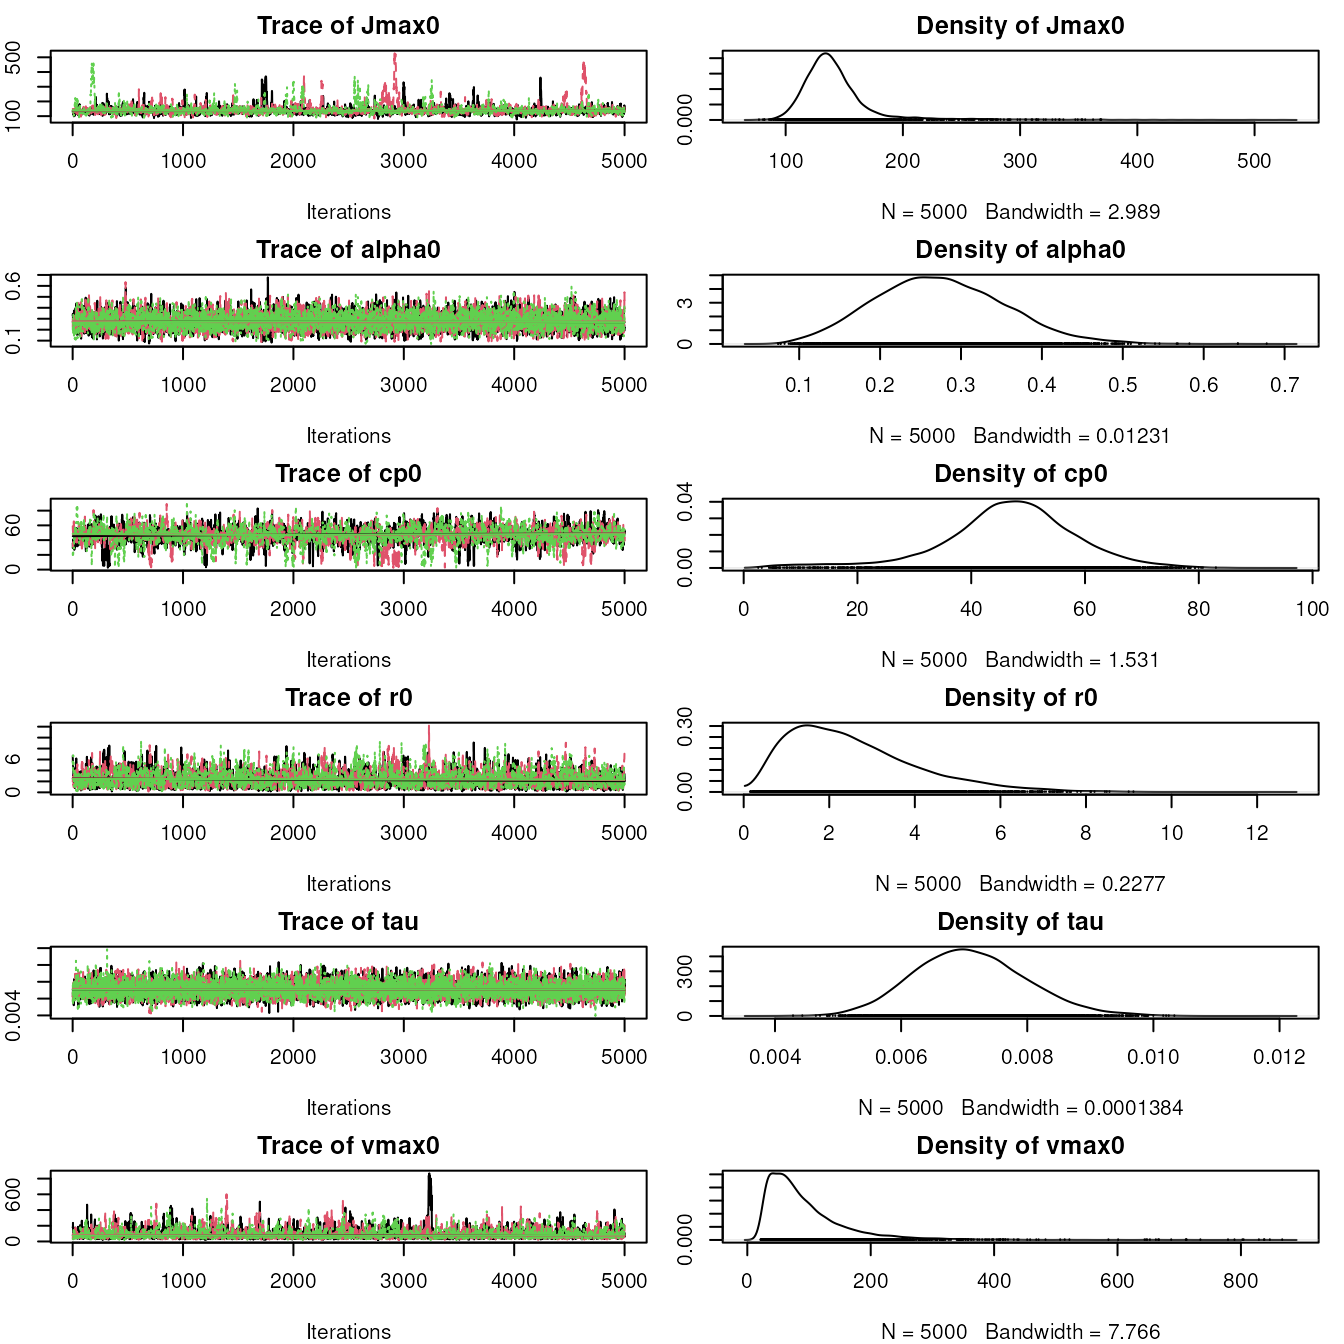 Trace of Jmax0
Density of Jmax0
500
100
0.000
0 1000 2000 3000 4000 5000
100 200 300 400 500
Iterations
N = 5000 Bandwidth = 2.989
Trace of alpha0
Density of alpha0
0.6
0.1
3
0
0 1000 2000 3000 4000 5000
0.1 0.2 0.3 0.4 0.5 0.6 0.7
Iterations
N = 5000 Bandwidth = 0.01231
Trace of cp0
Density of cp0
60
0
0.04
0.00
0 1000 2000 3000 4000 5000
0 20 40 60 80 100
Iterations
N = 5000 Bandwidth = 1.531
Trace of r0
Density of r0
6
0
0.30
0.00
0 1000 2000 3000 4000 5000
0 2 4 6 8 10 12
Iterations
N = 5000 Bandwidth = 0.2277
Trace of tau
Density of tau
0.004
300
0
0 1000 2000 3000 4000 5000
0.004 0.006 0.008 0.010 0.012
Iterations
N = 5000 Bandwidth = 0.0001384
Trace of vmax0
Density of vmax0
600
0
0.000
0 1000 2000 3000 4000 5000
0 200 400 600 800
Iterations
N = 5000 Bandwidth = 7.766